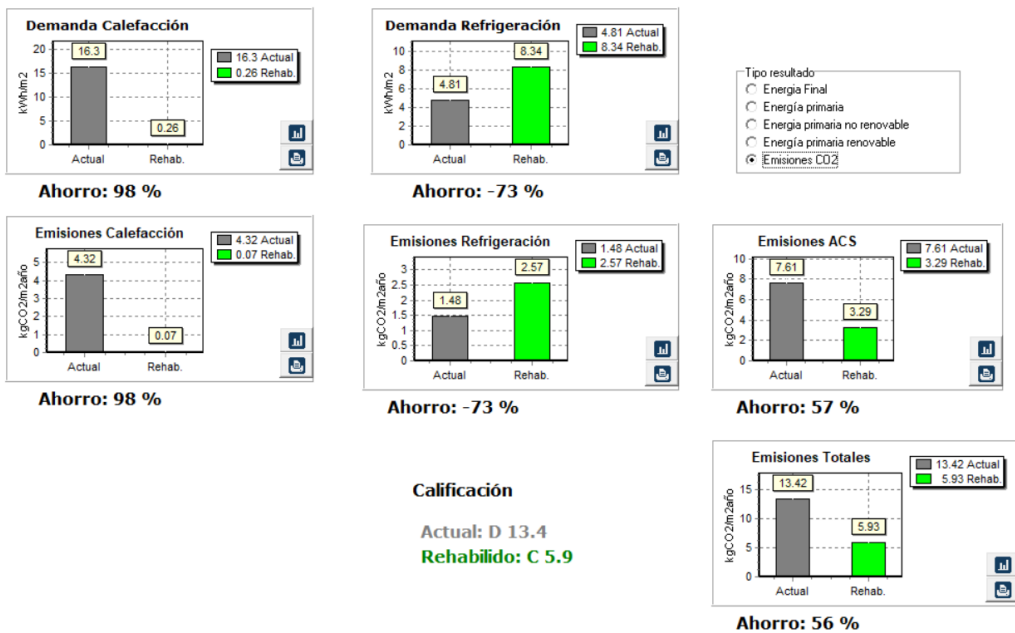 Demanda Calefacción
16.3 Actual
0.26 Rehab.
kWh/m2
20
15
10
5
0
16.3
0.26
Actual
Rehab.
Ahorro: 98 %
Demanda Refrigeración
4.81 Actual
8.34 Rehab.
kWh/m2
10
8
6
4
2
0
4.81
8.34
Actual
Rehab.
Ahorro: -73 %
Tipo resultado
Energia Final
Energía primaria
Energia primaria no renovable
Energía primaria renovable
Emisiones CO2
Emisiones Calefacción
4.32 Actual
0.07 Rehab.
kgCO2/m2año
5
4
3
2
1
0
4.32
0.07
Actual
Rehab.
Ahorro: 98 %
Emisiones Refrigeración
1.48 Actual
2.57 Rehab.
kgCO2/m2año
3
2.5
2
1.5
1
0.5
0
1.48
2.57
Actual
Rehab.
Ahorro: -73 %
Emisiones ACS
7.61 Actual
3.29 Rehab.
kgCO2/m2año
10
8
6
4
2
0
7.61
3.29
Actual
Rehab.
Ahorro: 57 %
Calificación
Actual: D 13.4
Rehabilido: C 5.9
Emisiones Totales
13.42 Actual
5.93 Rehab.
kgCO2/m2año
15
10
5
0
13.42
5.93
Actual
Rehab.
Ahorro: 56 %